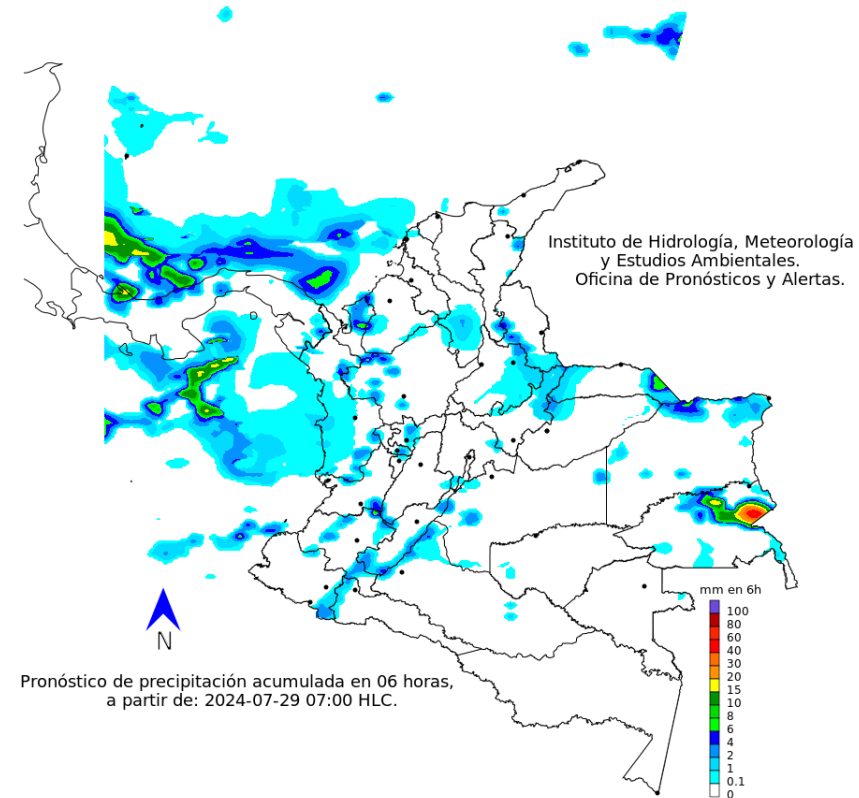 Instituto de Hidrología, Meteorología
y Estudios Ambientales.
Oficina de Pronósticos y Alertas.
mm en 6h
100
80
60
40
30
20
15
10
8
6
4
2
1
0.1
0
N
Pronóstico de precipitación acumulada en 06 horas,
a partir de: 2024-07-29 07:00 HLC.